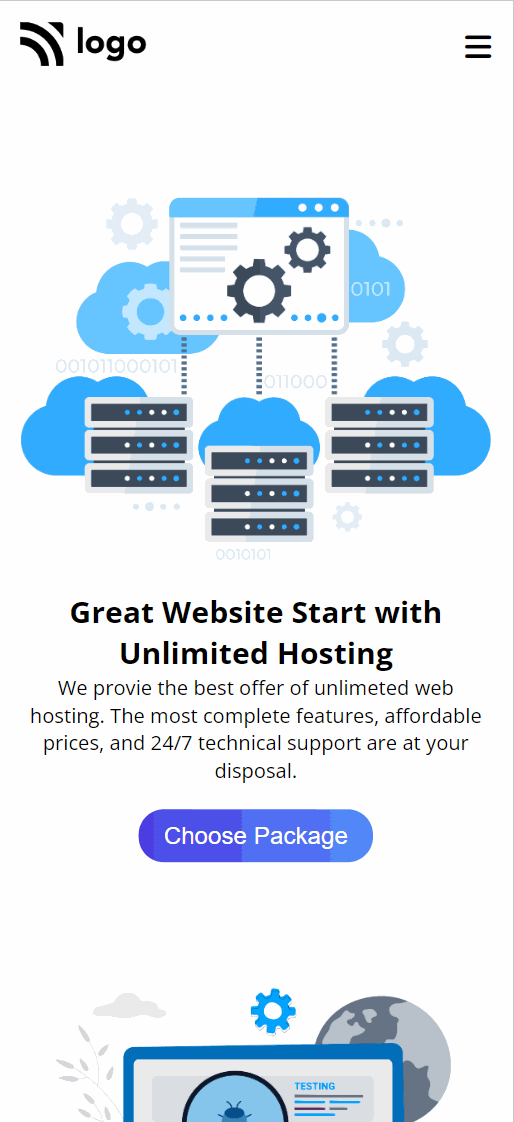 logo
0101
001011000101
011000
0010101
Great Website Start with
Unlimited Hosting
We provie the best offer of unlimeted web
hosting. The most complete features, affordable
prices, and 24/7 technical support are at your
disposal.
Choose Package
TESTING